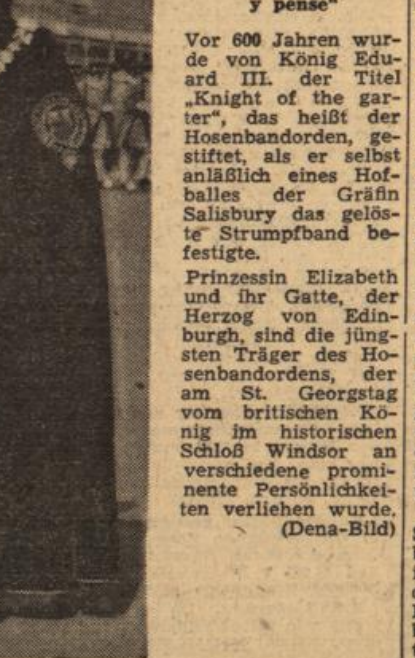 y pense"
Vor 600 Jahren wur-
de von König Edu-
ard III. der Titel
„Knight of the gar-
ter“, das heißt der
Hosenbandorden, ge-
stiftet, als er selbst
anläßlich eines Hof-
balles der Gräfin
Salisbury das gelös-
te Strumpfband be-
festigte.
Prinzessin Elizabeth
und ihr Gatte, der
Herzog von Edin-
burgh, sind die jüng-
sten Träger des Ho-
senbandordens, der
am St. Georgstag
vom britischen Kö-
nig im historischen
Schloß Windsor an
verschiedene promi-
nente Persönlichkei-
ten verliehen wurde.
(Dena-Bild)